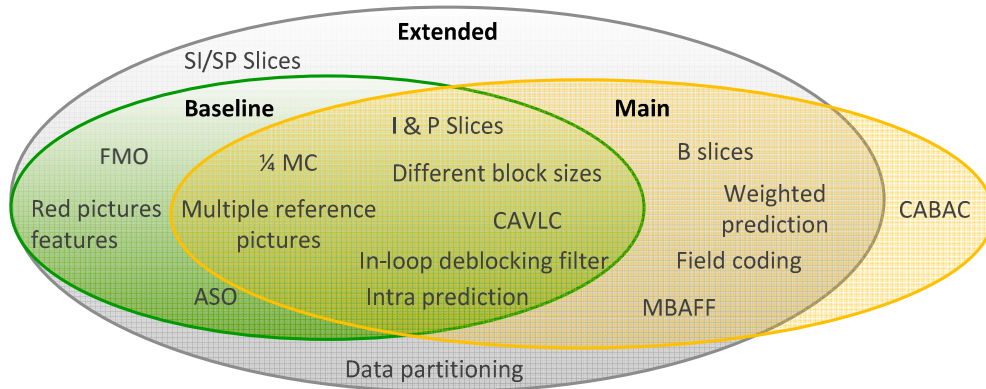 Extended
SI/SP Slices
Baseline
Main
I & P Slices
FMO
¼ MC
B slices
Different block sizes
Red pictures
features
Multiple reference
pictures
CAVLC
Weighted
prediction
CABAC
In-loop deblocking filter
Field coding
ASO
Intra prediction
MBAFF
Data partitioning